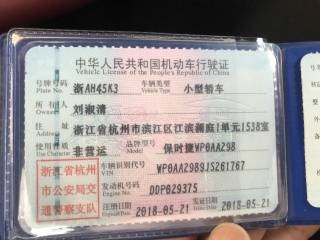 中华人民共和国机动车行驶证
Vehicle License of the People's Republic of China
号牌号码 浙AH45K3 车辆类型 小型轿车
Plate No. Vehicle Type
所有人 刘淑清
Owner
住址 浙江省杭州市滨江区江滨澜庭1单元1538室
Address
使用性质 非营运 品牌型号 保时捷WP0AA298
Use Character Model
浙江省杭州市公安局交通警察支队
车辆识别代号 WP0AA2989JS261767
VIN
发动机号码 DDP029375
Engine No.
注册日期 2018-05-21 发证日期 2018-05-21
Register Date Issue Date